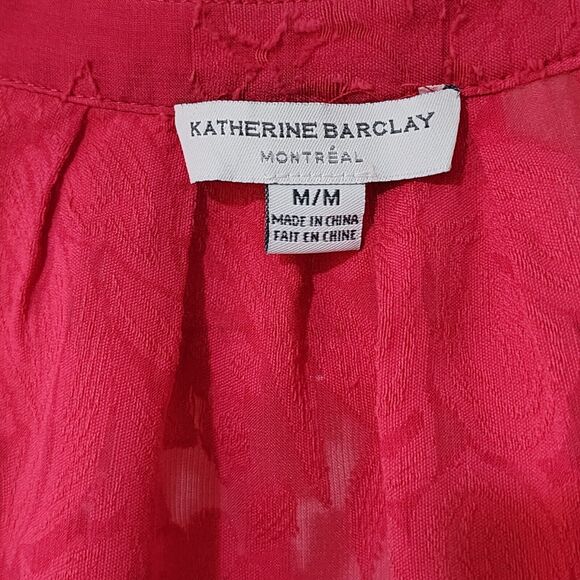 KATHERINE BARCLAY
MONTRÉAL
M/M
MADE IN CHINA
FAIT EN CHINE